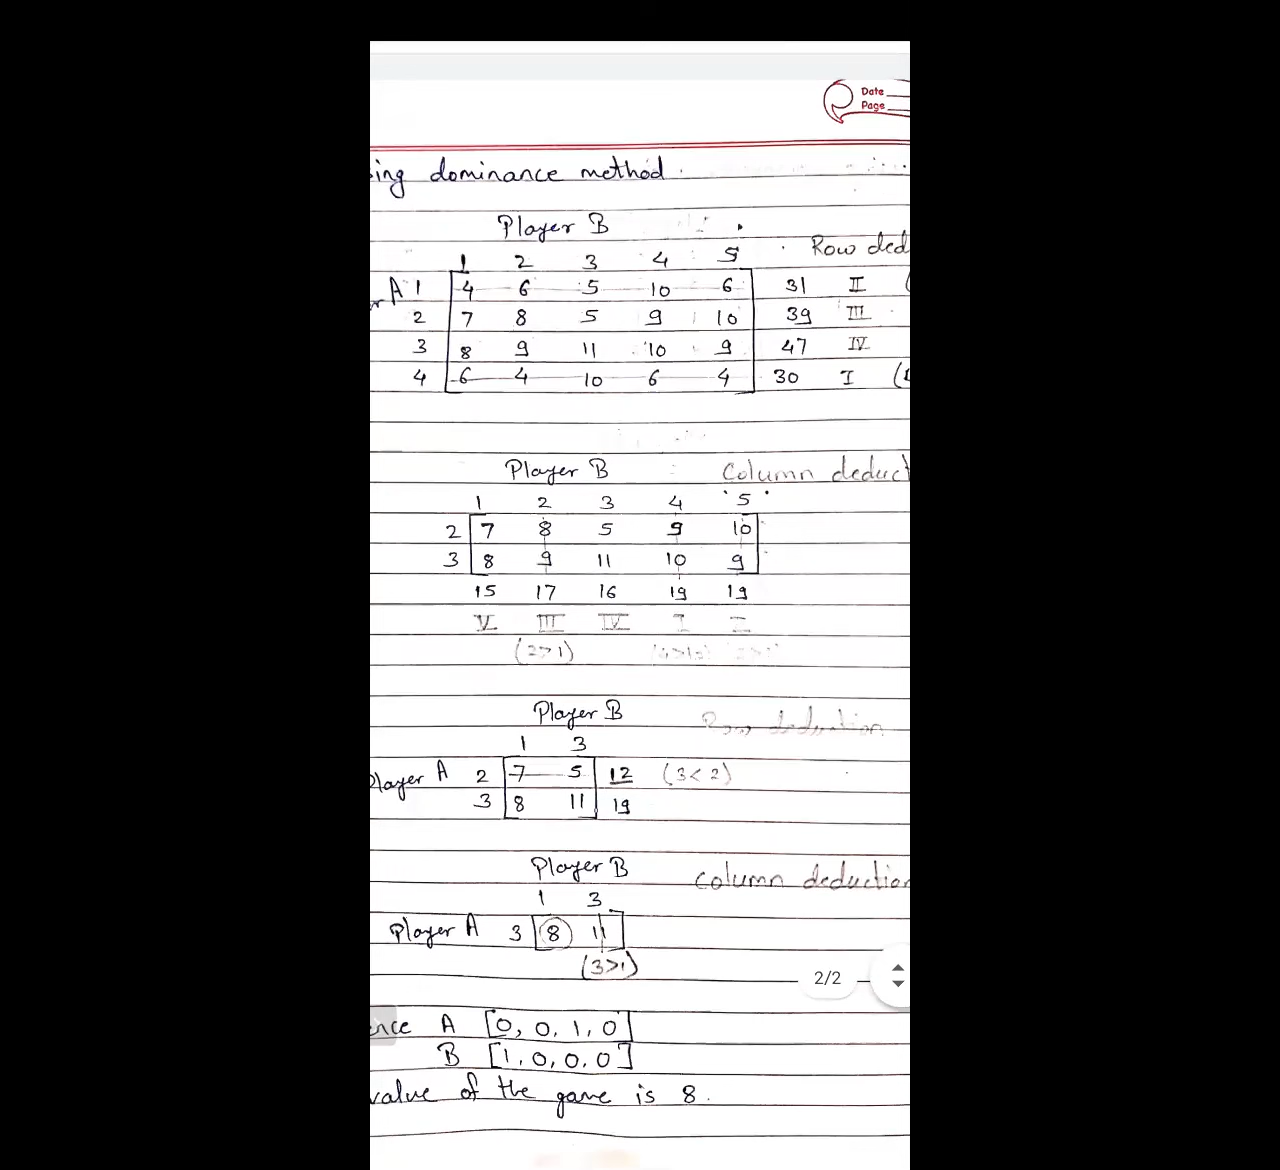 Date
Page
ing dominance method.
Player B
Row ded
1 2 3 4 5
A 1 4 6 5 10 6 31 II (
2 7 8 5 9 10 39 III
3 8 9 11 10 9 47 IV
4 6 4 10 6 4 30 I (
Player B Column deduct
1 2 3 4 5
2 7 8 5 9 10
3 8 9 11 10 9
15 17 16 19 19
V III IV I II
(2>1)
Player B Row deduction
1 3
Player A 2 7 5 12 (3<2)
3 8 11 19
Player B column deduction
1 3
Player A 3 8 11
(3>1)
2/2
ence A [0, 0, 1, 0]
B [1, 0, 0, 0]
value of the game is 8.